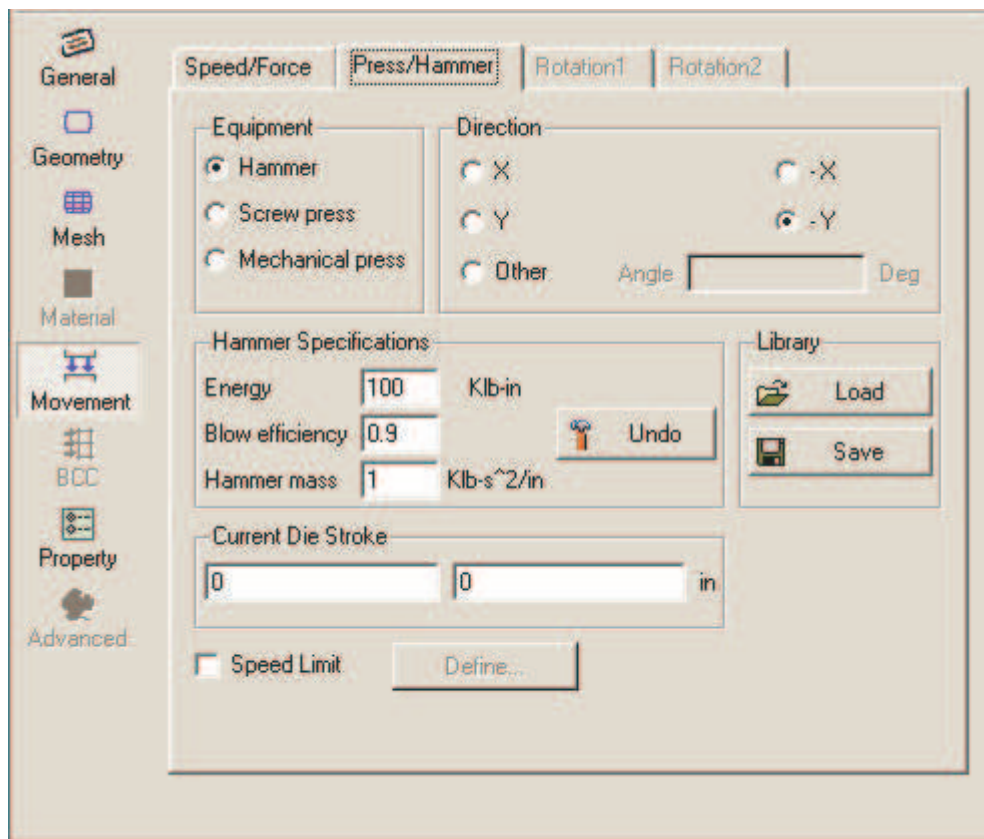 General
Geometry
Mesh
Material
Movement
BCC
Property
Advanced
Speed/Force Press/Hammer Rotation1 Rotation2
Equipment
Hammer
Screw press
Mechanical press
Direction
X -X
Y -Y
Other Angle Deg
Hammer Specifications
Energy 100 Klb-in
Blow efficiency 0.9
Hammer mass 1 Klb-s^2/in
Undo
Library
Load
Save
Current Die Stroke
0 0 in
Speed Limit Define...